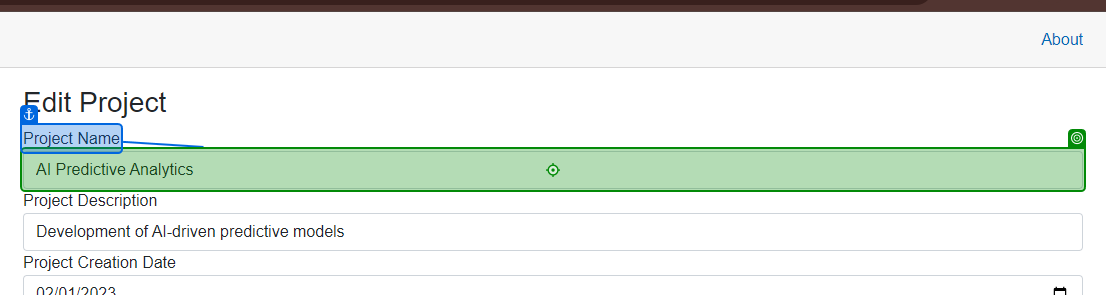 About
Edit Project
Project Name
AI Predictive Analytics
Project Description
Development of AI-driven predictive models
Project Creation Date
02/01/2023